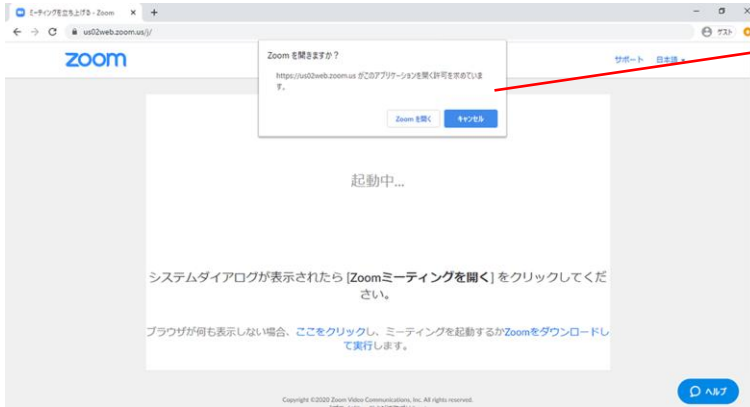 ミーティングを立ち上げる - Zoom
us02web.zoom.us/j/
ゲスト
zoom
サポート 日本語
Zoom を開きますか？
https://us02web.zoom.us がこのアプリケーションを開く許可を求めていま
す。
Zoom を開く キャンセル
起動中...
システムダイアログが表示されたら [Zoomミーティングを開く] をクリックしてくだ
さい。
ブラウザが何も表示しない場合、ここをクリックし、ミーティングを起動するかZoomをダウンロードし
て実行します。
Copyright ©2020 Zoom Video Communications, Inc. All rights reserved.
ヘルプ